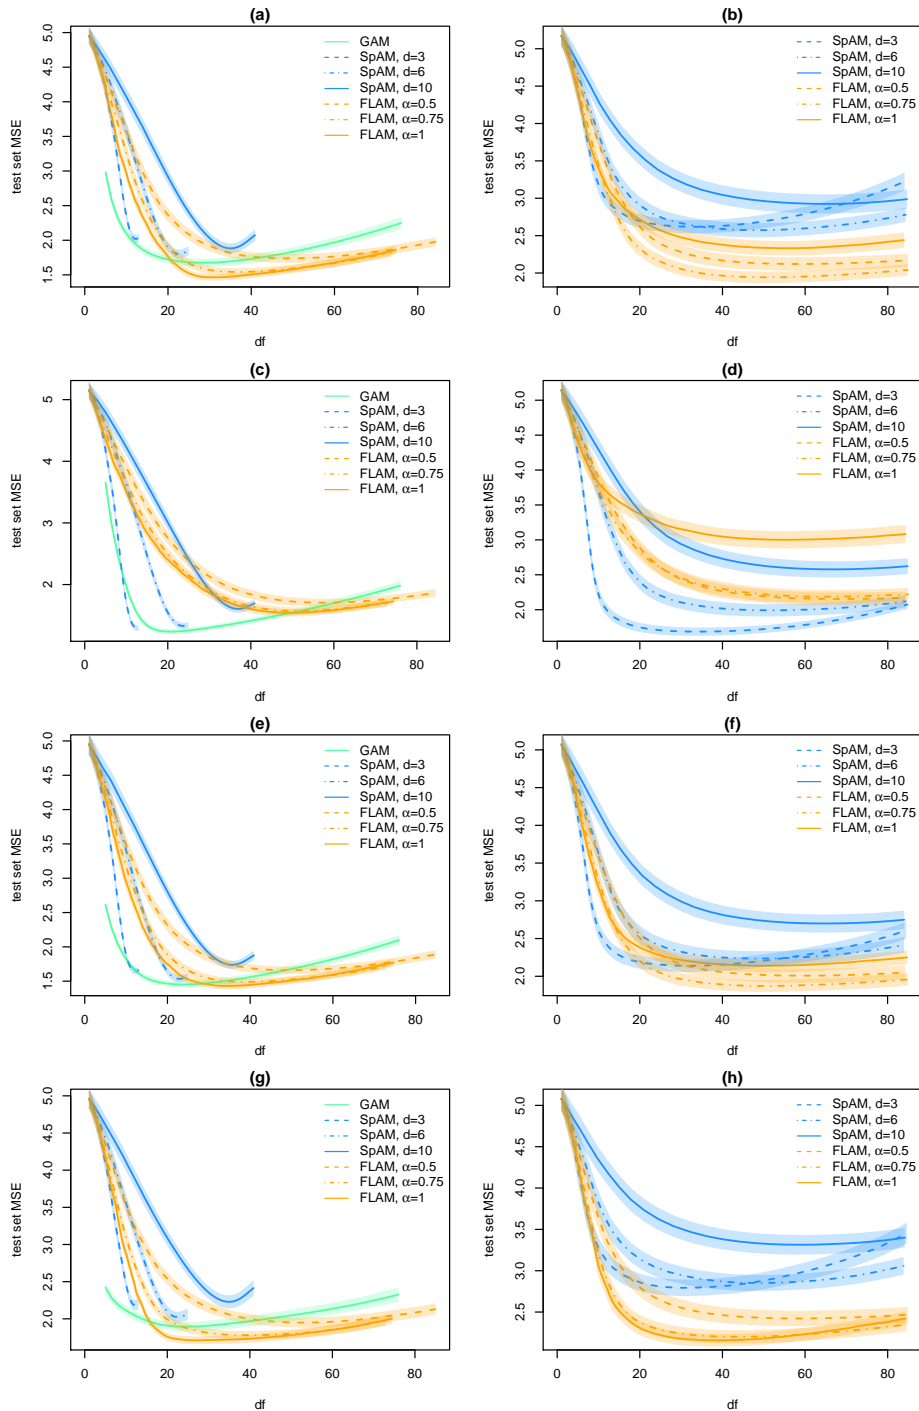 (a)
test set MSE
5.0
4.5
4.0
3.5
3.0
2.5
2.0
1.5
0 20 40 60 80
df
GAM
SpAM, d=3
SpAM, d=6
SpAM, d=10
FLAM, α=0.5
FLAM, α=0.75
FLAM, α=1
(b)
test set MSE
5.0
4.5
4.0
3.5
3.0
2.5
2.0
0 20 40 60 80
df
SpAM, d=3
SpAM, d=6
SpAM, d=10
FLAM, α=0.5
FLAM, α=0.75
FLAM, α=1
(c)
test set MSE
5
4
3
2
0 20 40 60 80
df
GAM
SpAM, d=3
SpAM, d=6
SpAM, d=10
FLAM, α=0.5
FLAM, α=0.75
FLAM, α=1
(d)
test set MSE
5.0
4.5
4.0
3.5
3.0
2.5
2.0
0 20 40 60 80
df
SpAM, d=3
SpAM, d=6
SpAM, d=10
FLAM, α=0.5
FLAM, α=0.75
FLAM, α=1
(e)
test set MSE
5.0
4.5
4.0
3.5
3.0
2.5
2.0
1.5
0 20 40 60 80
df
GAM
SpAM, d=3
SpAM, d=6
SpAM, d=10
FLAM, α=0.5
FLAM, α=0.75
FLAM, α=1
(f)
test set MSE
5.0
4.5
4.0
3.5
3.0
2.5
2.0
0 20 40 60 80
df
SpAM, d=3
SpAM, d=6
SpAM, d=10
FLAM, α=0.5
FLAM, α=0.75
FLAM, α=1
(g)
test set MSE
5.0
4.5
4.0
3.5
3.0
2.5
2.0
0 20 40 60 80
df
GAM
SpAM, d=3
SpAM, d=6
SpAM, d=10
FLAM, α=0.5
FLAM, α=0.75
FLAM, α=1
(h)
test set MSE
5.0
4.5
4.0
3.5
3.0
2.5
0 20 40 60 80
df
SpAM, d=3
SpAM, d=6
SpAM, d=10
FLAM, α=0.5
FLAM, α=0.75
FLAM, α=1